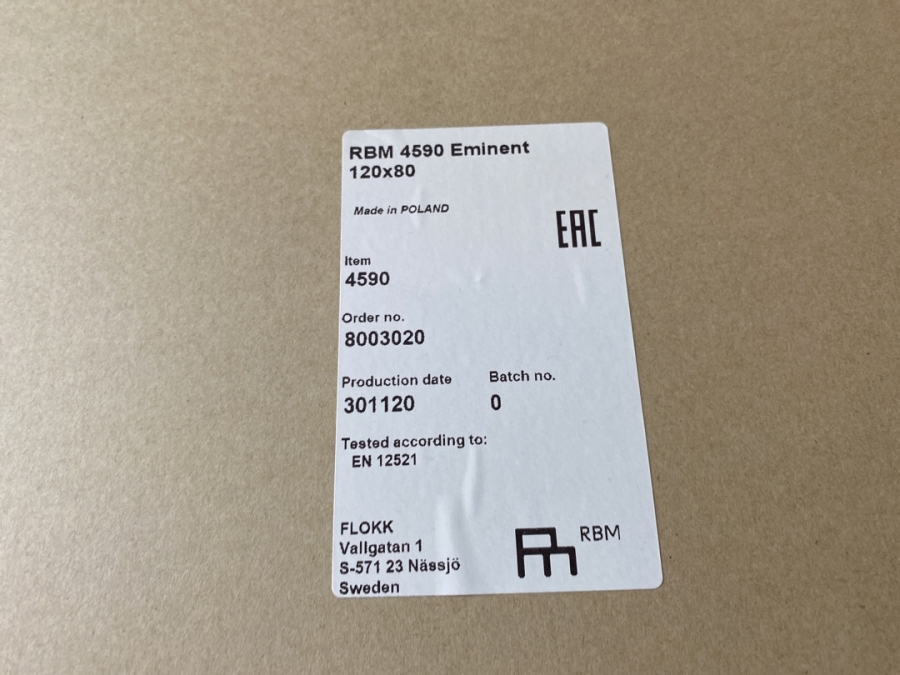 RBM 4590 Eminent
120x80
Made in POLAND
EAC
Item
4590
Order no.
8003020
Production date
301120
Batch no.
0
Tested according to:
EN 12521
FLOKK
Vallgatan 1
S-571 23 Nässjö
Sweden
RBM